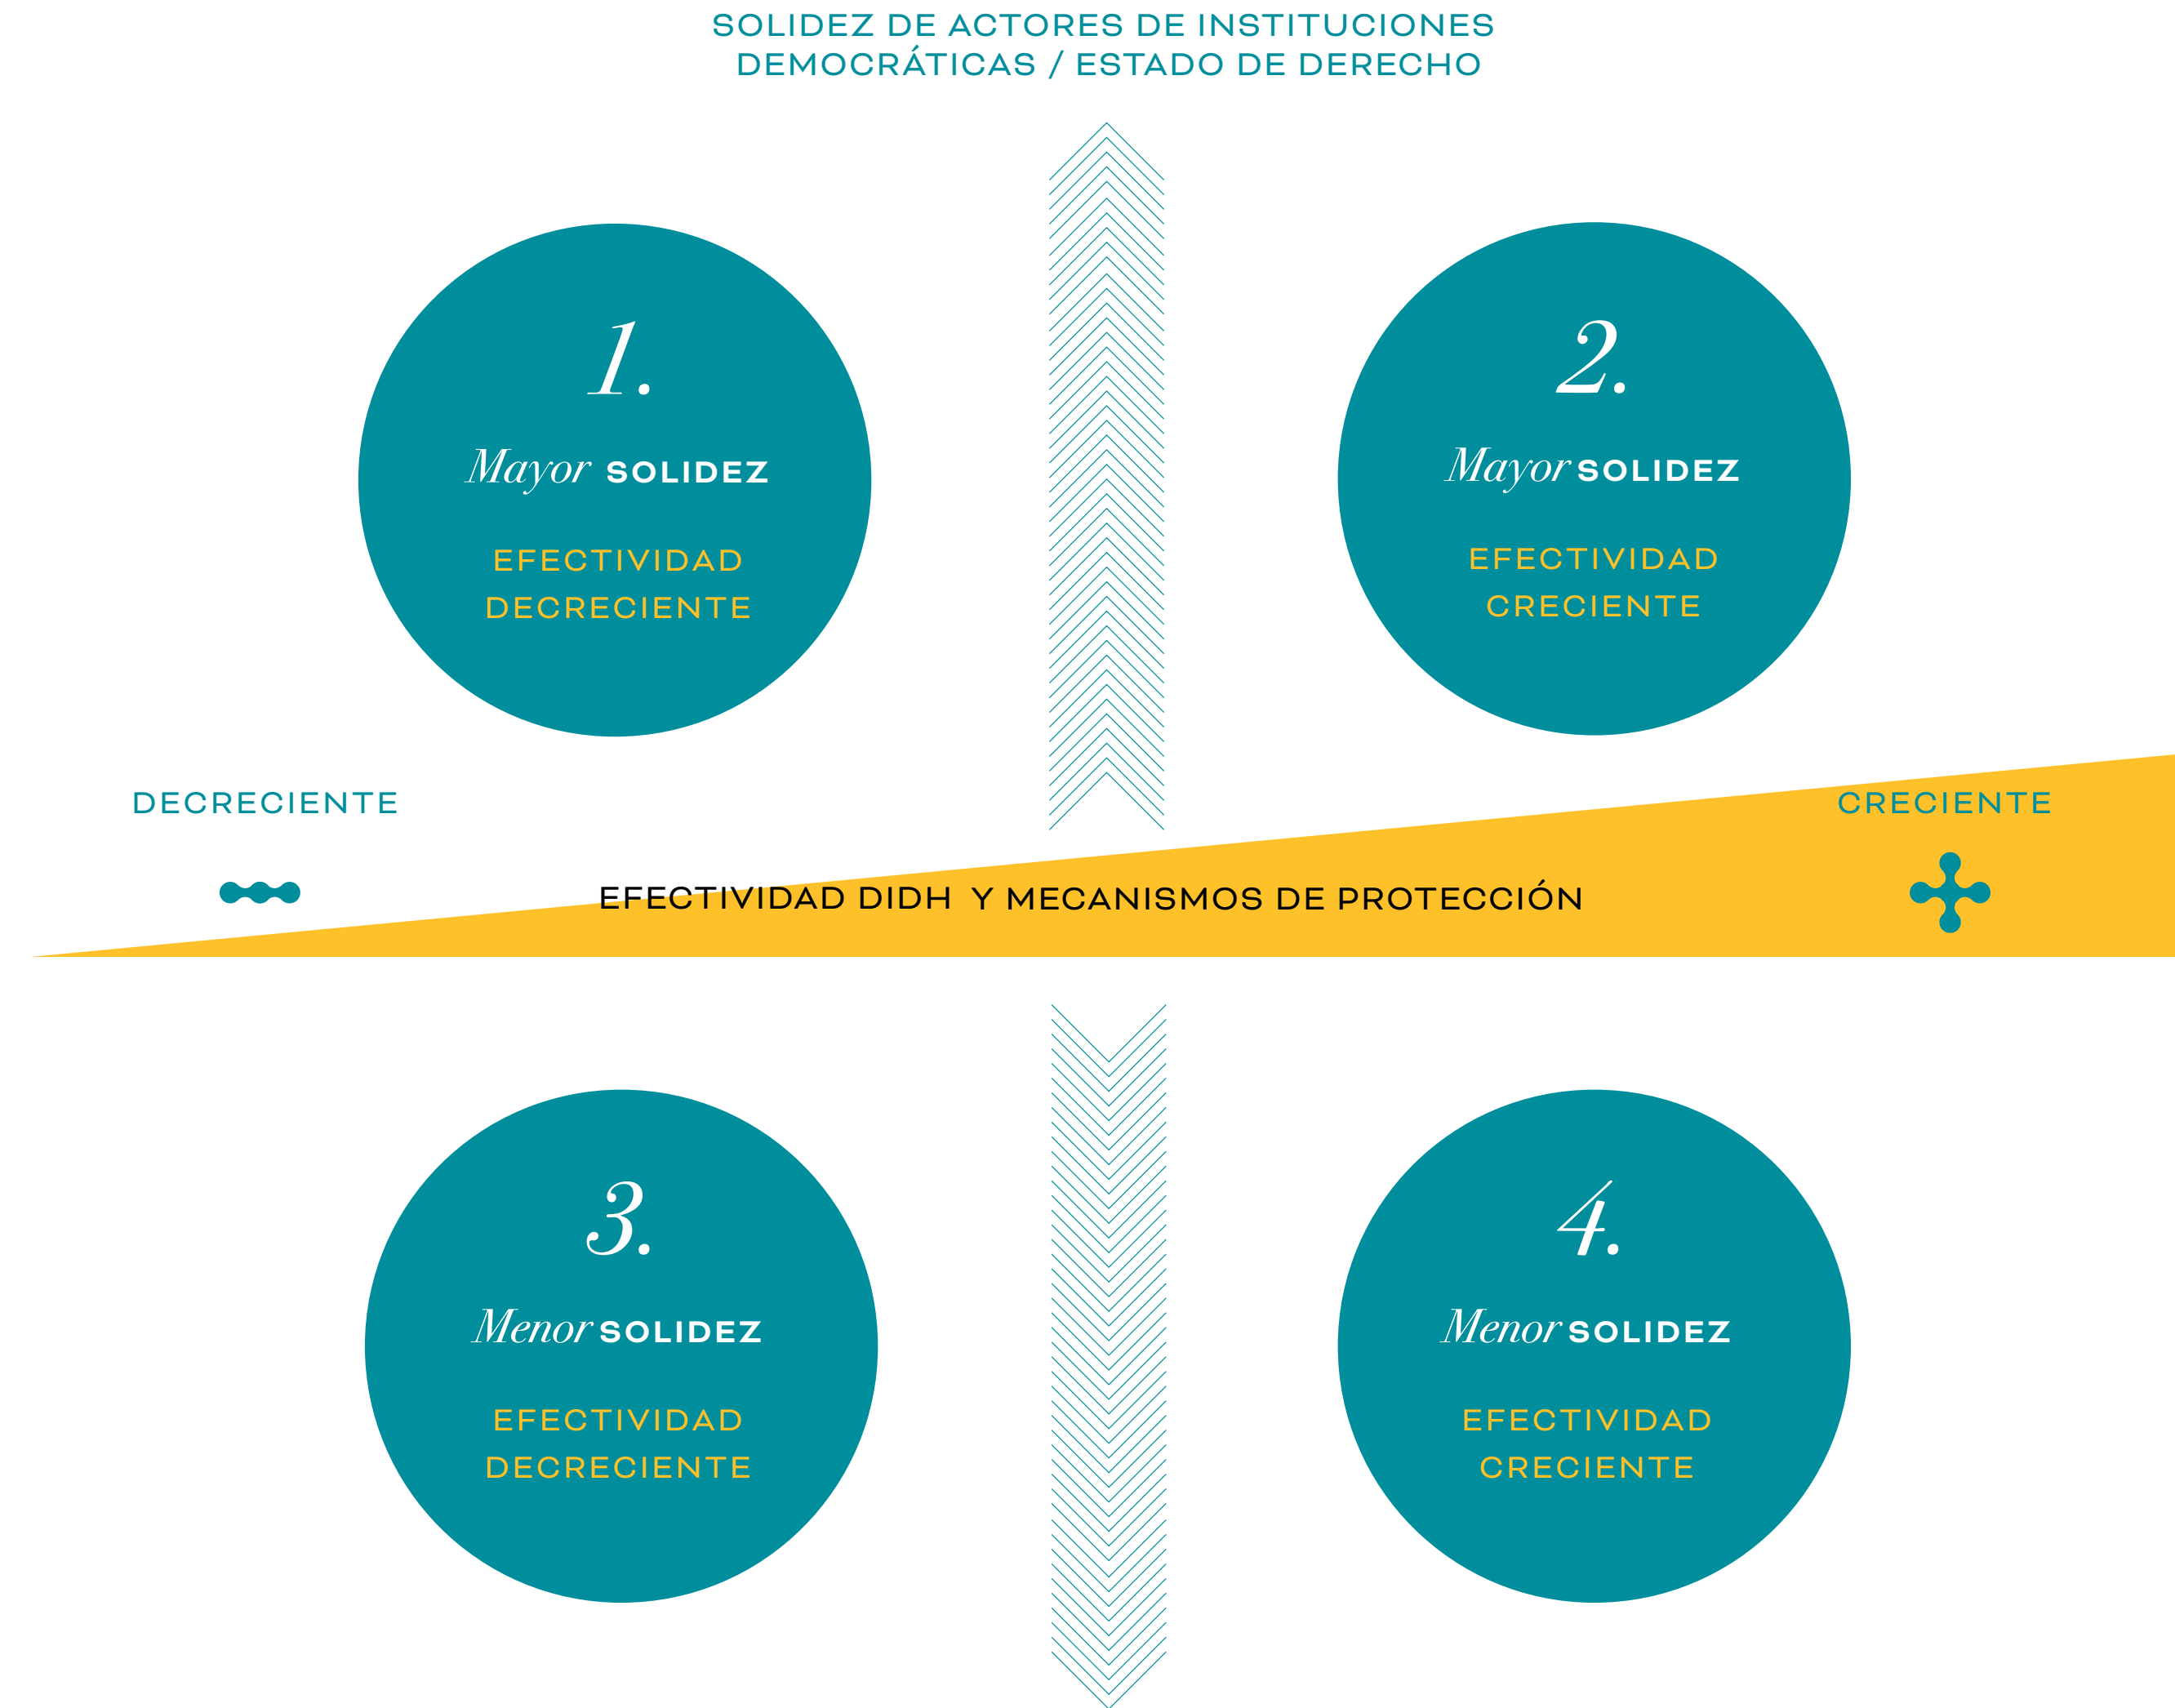 SOLIDEZ DE ACTORES DE INSTITUCIONES
DEMOCRÁTICAS / ESTADO DE DERECHO
1.
Mayor SOLIDEZ
EFECTIVIDAD
DECRECIENTE
2.
Mayor SOLIDEZ
EFECTIVIDAD
CRECIENTE
DECRECIENTE
CRECIENTE
EFECTIVIDAD DIDH Y MECANISMOS DE PROTECCIÓN
3.
Menor SOLIDEZ
EFECTIVIDAD
DECRECIENTE
4.
Menor SOLIDEZ
EFECTIVIDAD
CRECIENTE